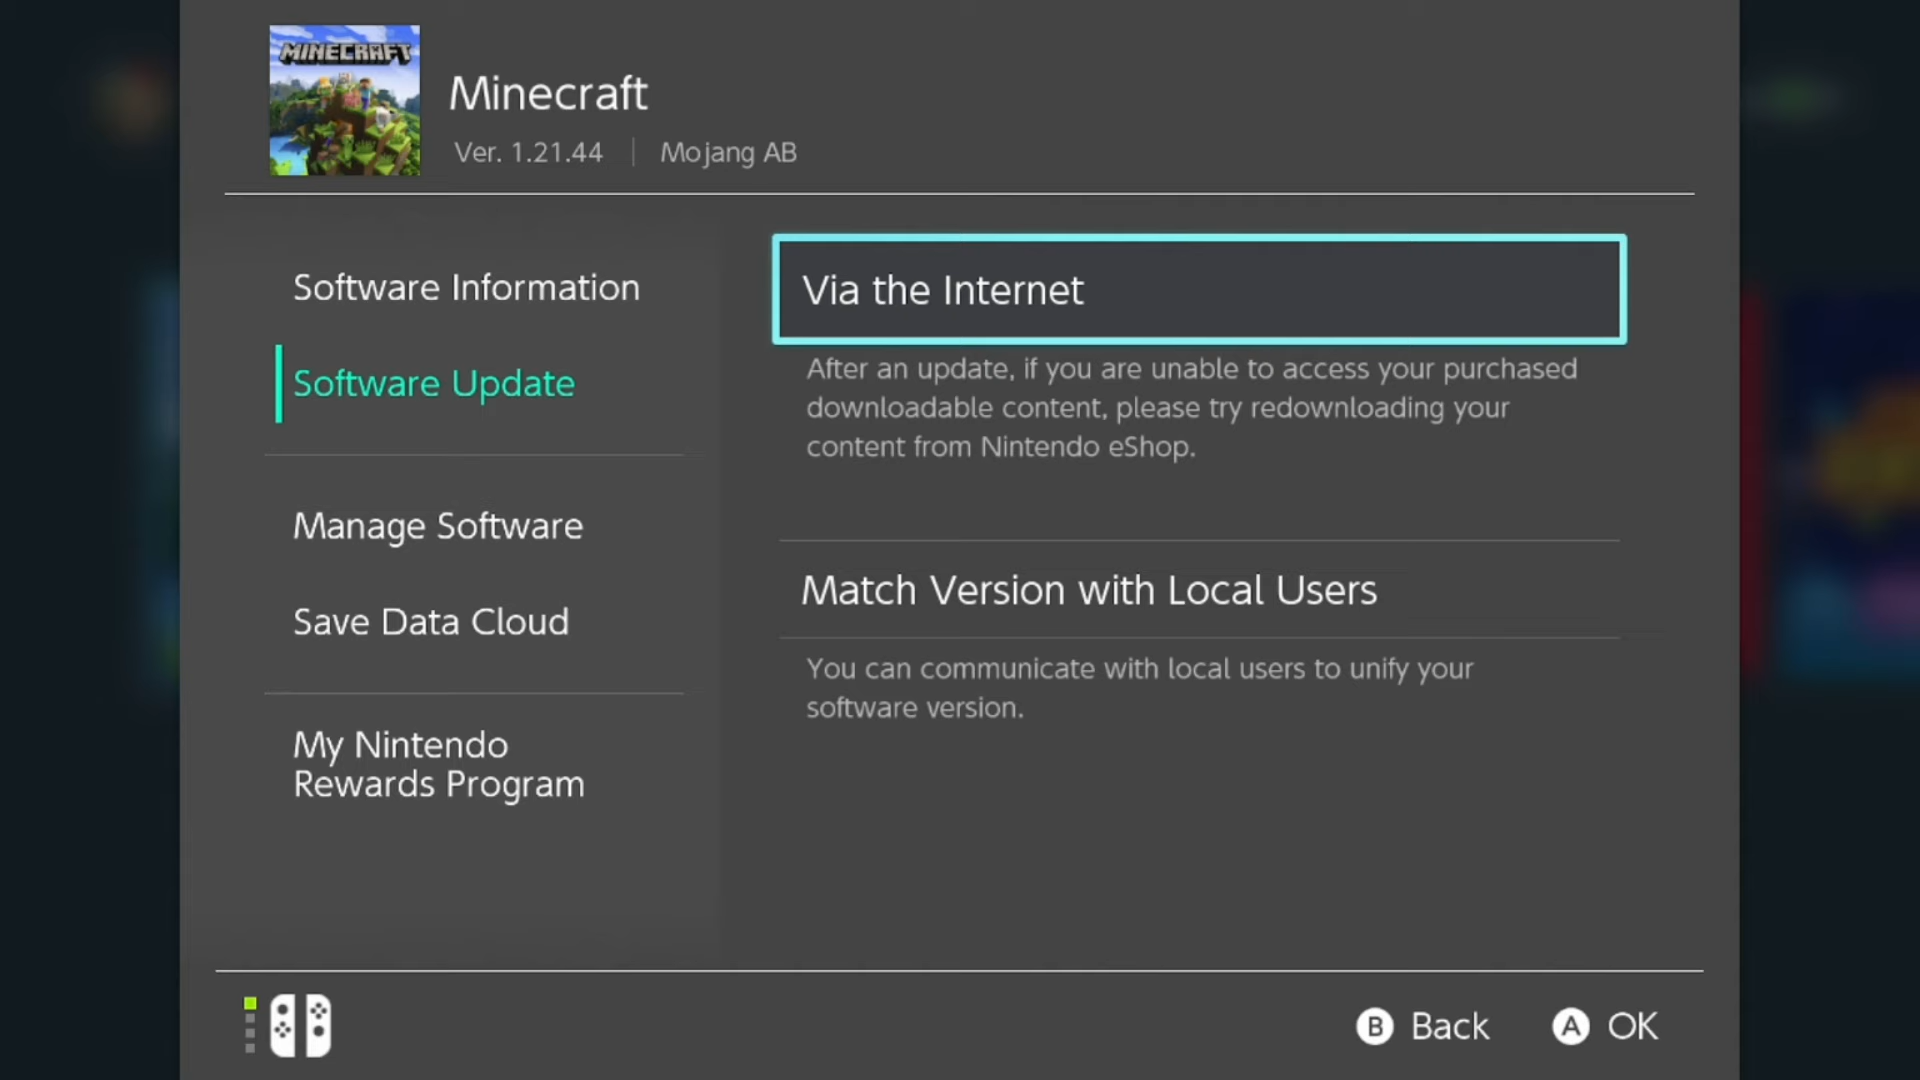 MINECRAFT
Minecraft
Ver. 1.21.44 | Mojang AB
Software Information
Software Update
Manage Software
Save Data Cloud
My Nintendo
Rewards Program
Via the Internet
After an update, if you are unable to access your purchased
downloadable content, please try redownloading your
content from Nintendo eShop.
Match Version with Local Users
You can communicate with local users to unify your
software version.
B Back
A OK